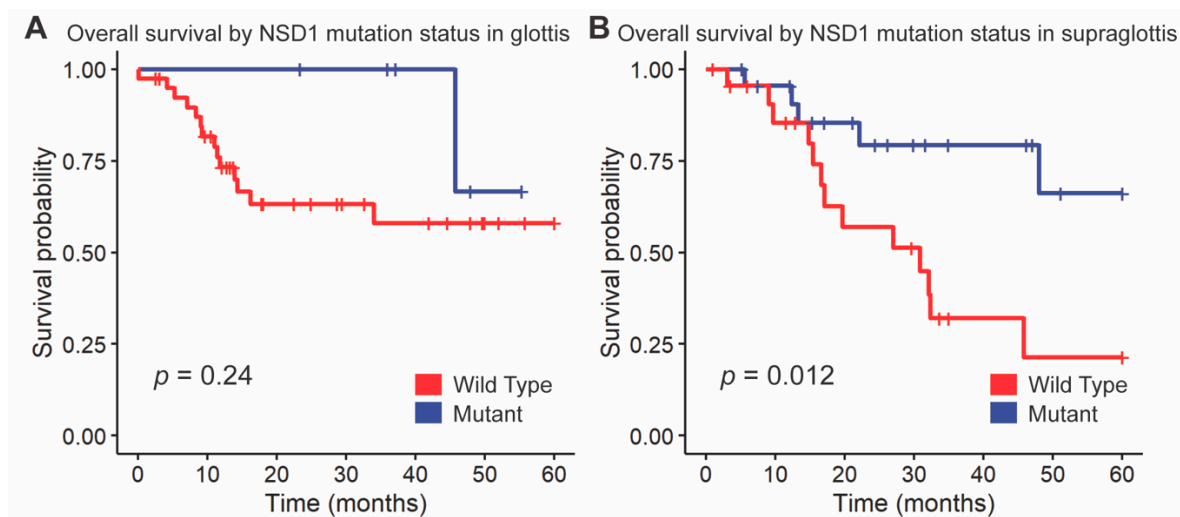 A Overall survival by NSD1 mutation status in glottis
Survival probability
1.00
0.75
0.50
0.25
0.00
p = 0.24
Wild Type
Mutant
0 10 20 30 40 50 60
Time (months)
B Overall survival by NSD1 mutation status in supraglottis
Survival probability
1.00
0.75
0.50
0.25
0.00
p = 0.012
Wild Type
Mutant
0 10 20 30 40 50 60
Time (months)